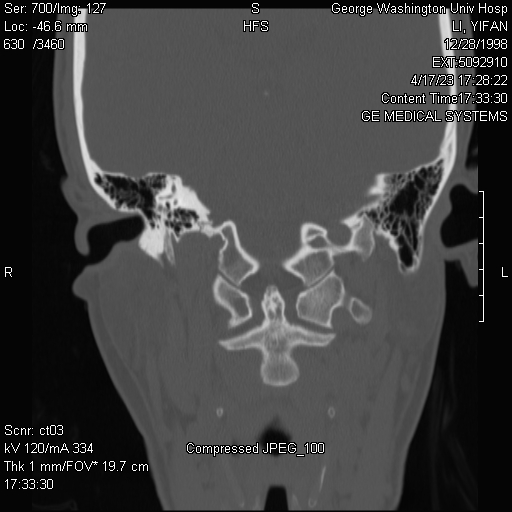 Ser: 700/Img: 127
Loc: -46.6 mm
630 /3460
S
HFS
George Washington Univ Hosp
LI, YIFAN
12/28/1998
EXT:5092910
4/17/23 17:28:22
Content Time17:33:30
GE MEDICAL SYSTEMS
R
L
Scnr: ct03
kV 120/mA 334
Thk 1 mm/FOV* 19.7 cm
17:33:30
Compressed JPEG_100